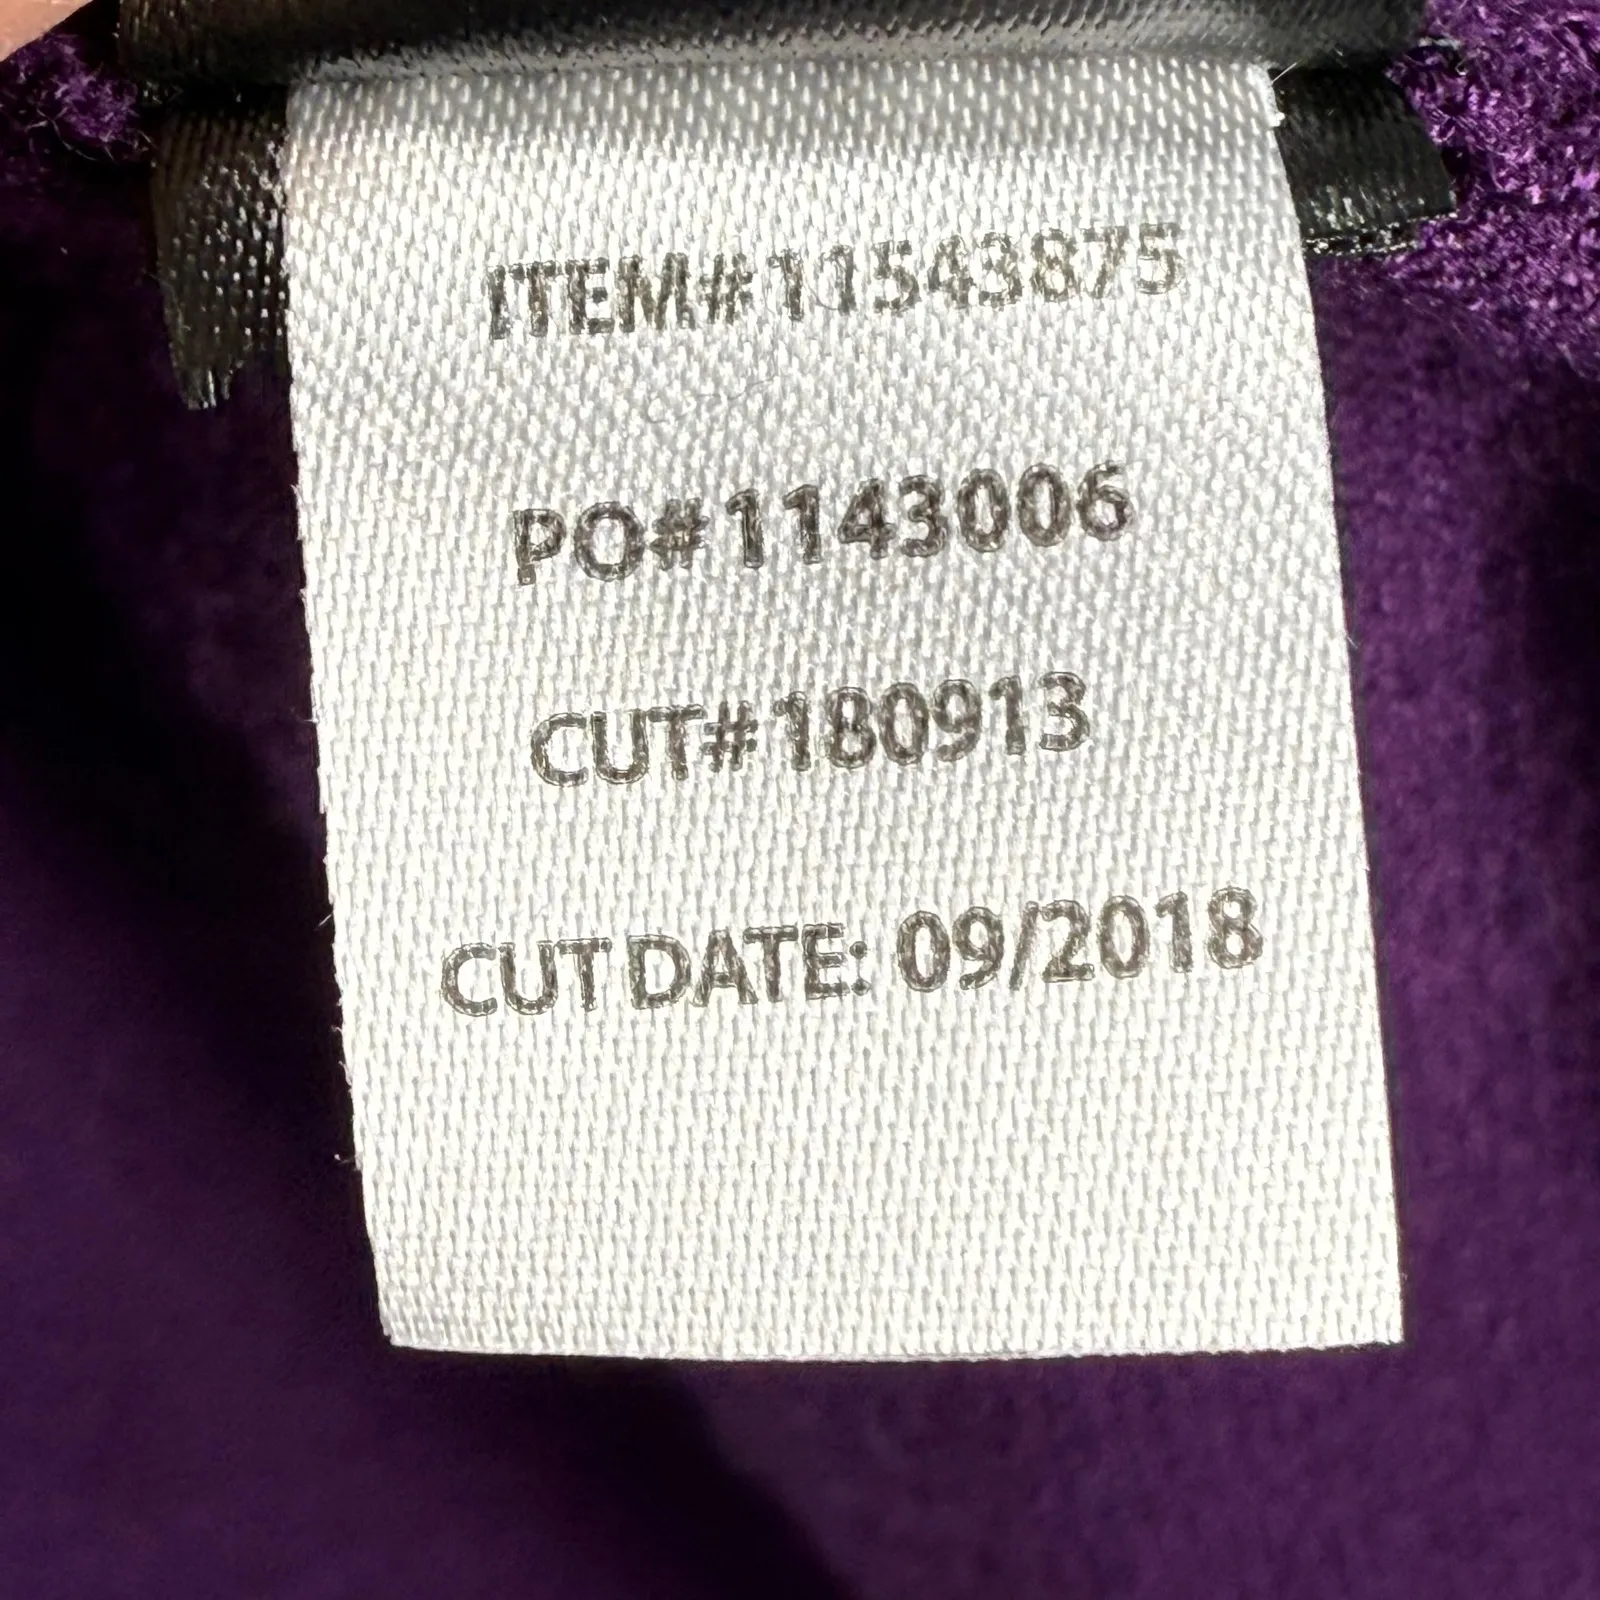 ITEM# 11543875
PO# 1143006
CUT# 180913
CUT DATE: 09/2018